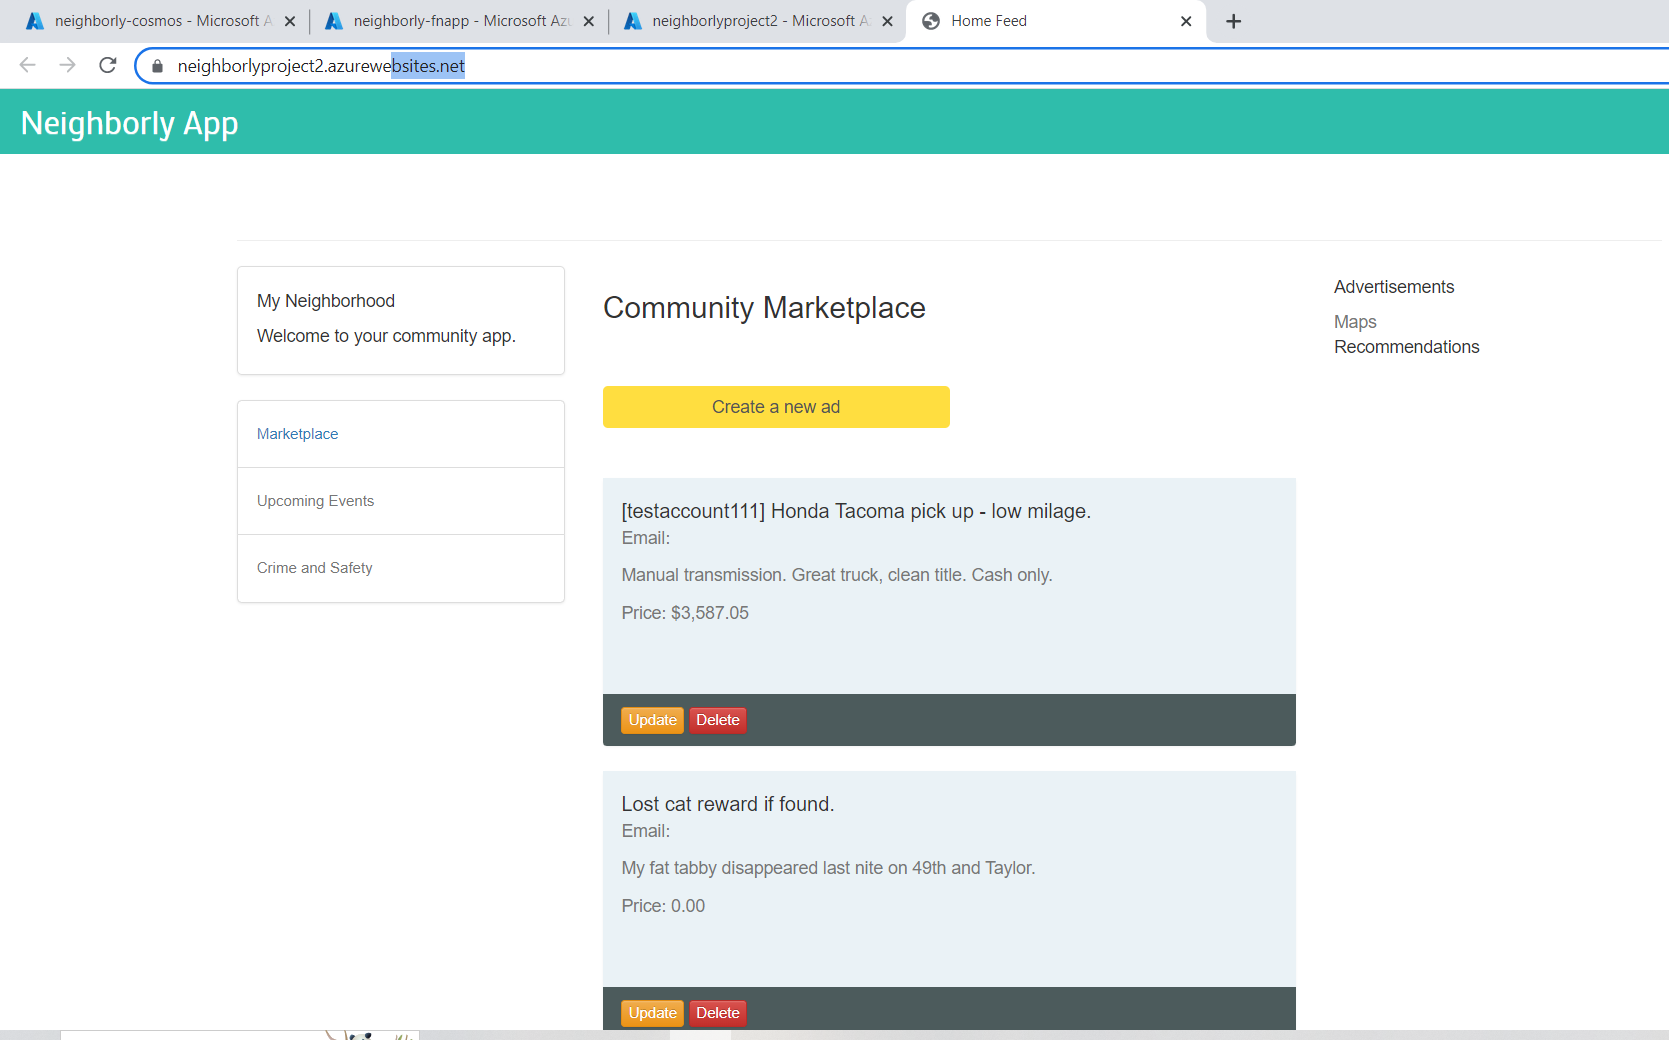 neighborly-cosmos - Microsoft A
neighborly-fnapp - Microsoft Azu
neighborlyproject2 - Microsoft A
Home Feed
neighborlyproject2.azurewebsites.net
Neighborly App
My Neighborhood
Welcome to your community app.
Marketplace
Upcoming Events
Crime and Safety
Community Marketplace
Create a new ad
[testaccount111] Honda Tacoma pick up - low milage.
Email:
Manual transmission. Great truck, clean title. Cash only.
Price: $3,587.05
Update Delete
Lost cat reward if found.
Email:
My fat tabby disappeared last nite on 49th and Taylor.
Price: 0.00
Update Delete
Advertisements
Maps
Recommendations